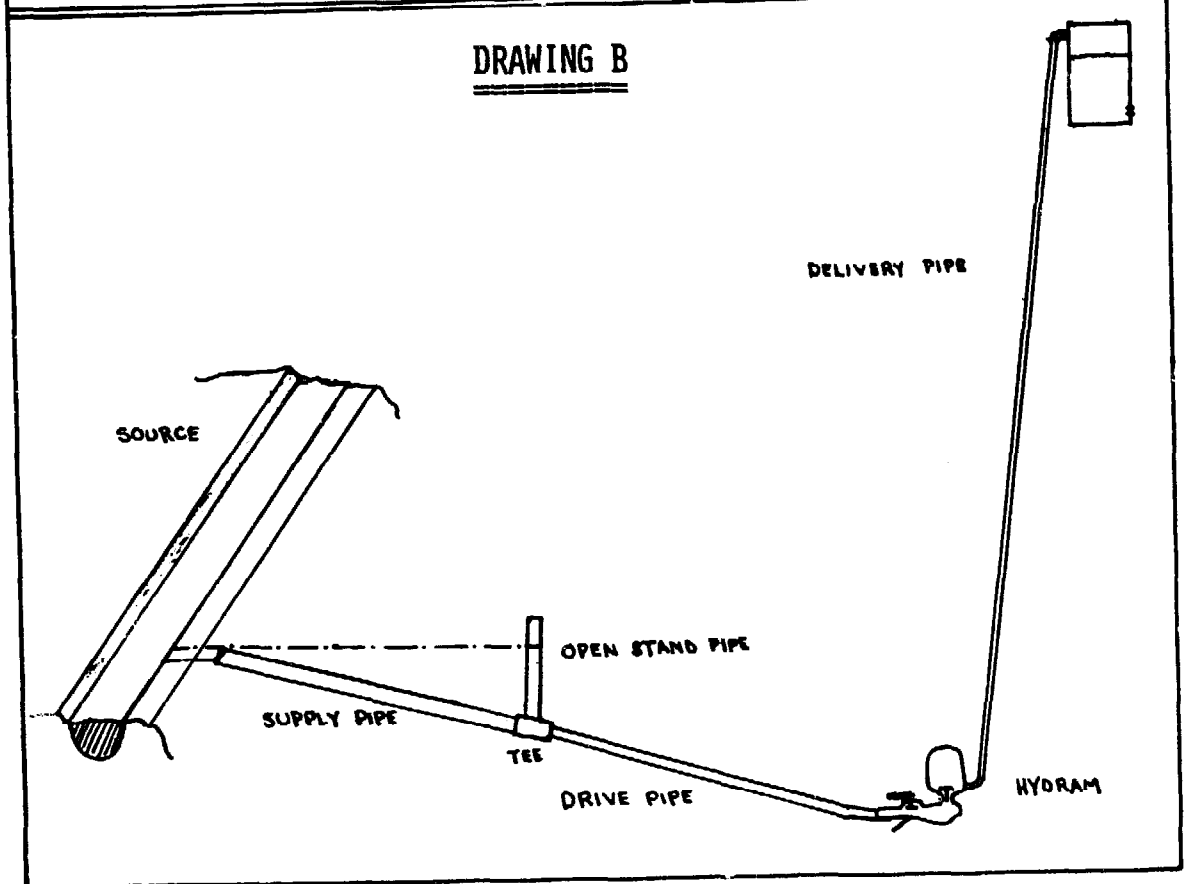 DRAWING B
DELIVERY PIPE
SOURCE
OPEN STAND PIPE
SUPPLY PIPE
TEE
DRIVE PIPE
HYDRAM